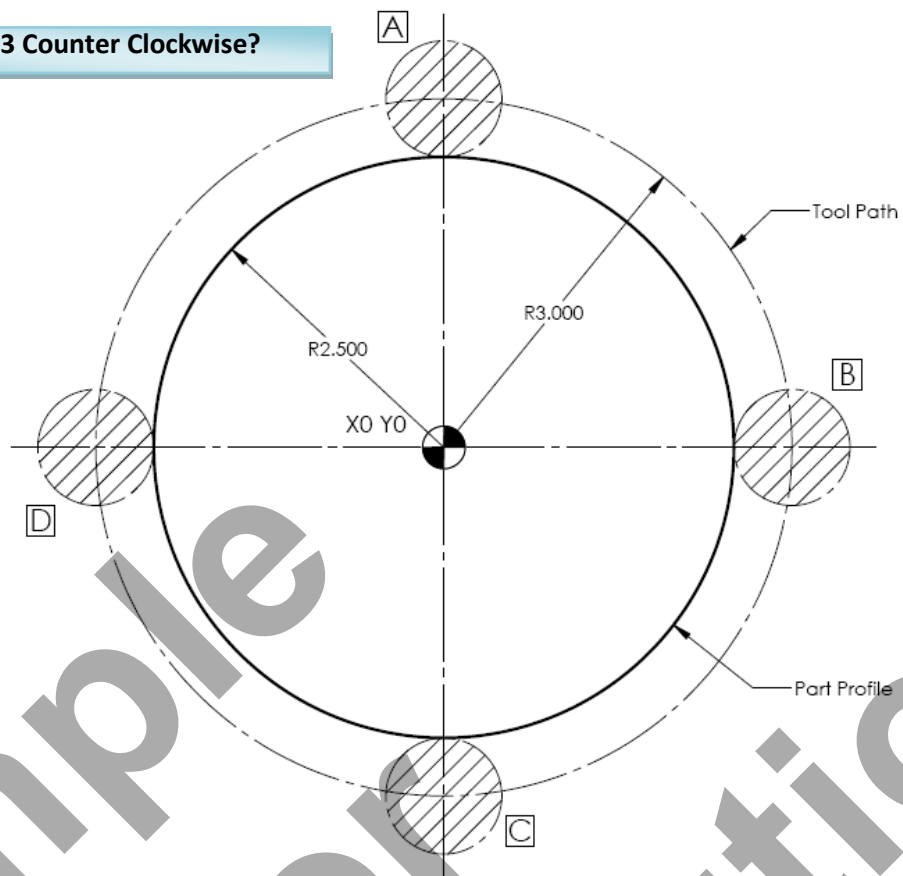 3 Counter Clockwise?
A
Tool Path
R3.000
R2.500
B
X0 Y0
D
Part Profile
C